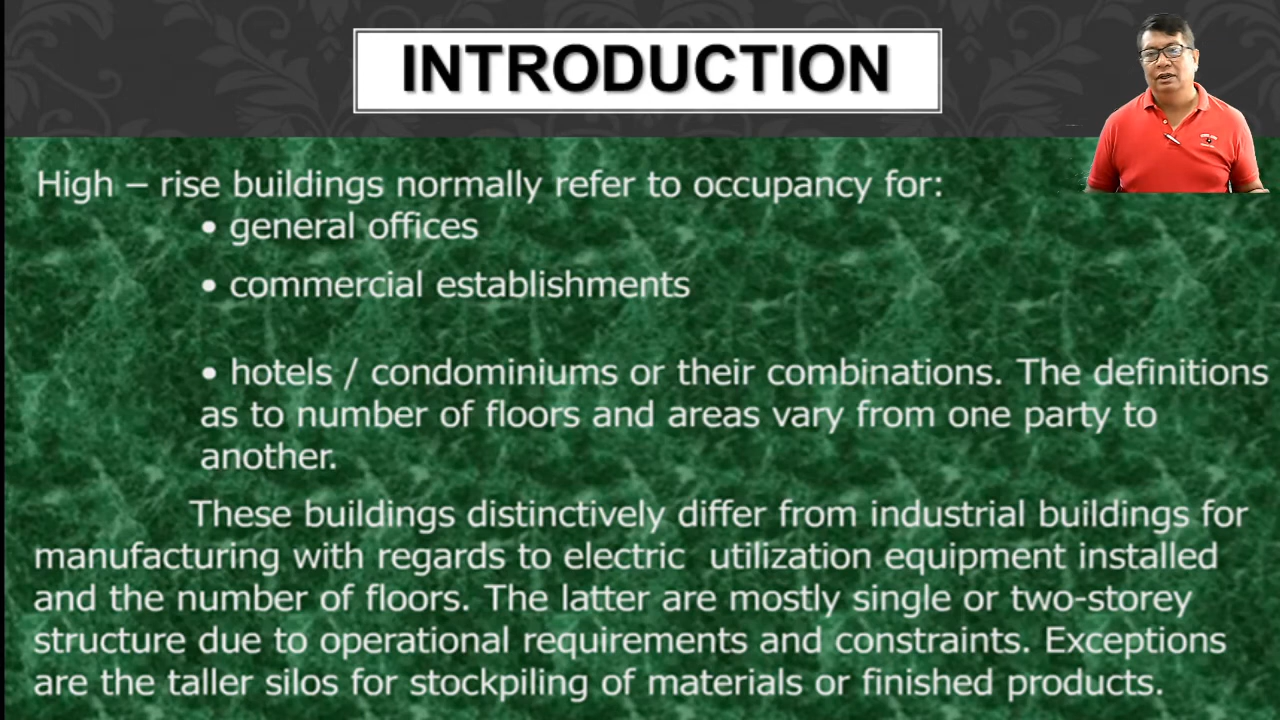 INTRODUCTION
High – rise buildings normally refer to occupancy for:
• general offices
• commercial establishments
• hotels / condominiums or their combinations. The definitions
as to number of floors and areas vary from one party to
another.
These buildings distinctively differ from industrial buildings for
manufacturing with regards to electric  utilization equipment installed
and the number of floors. The latter are mostly single or two-storey
structure due to operational requirements and constraints. Exceptions
are the taller silos for stockpiling of materials or finished products.